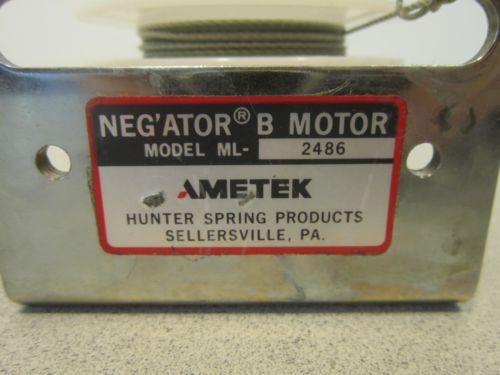 NEG'ATOR® B MOTOR
MODEL ML- 2486
AMETEK
HUNTER SPRING PRODUCTS
SELLERSVILLE, PA.